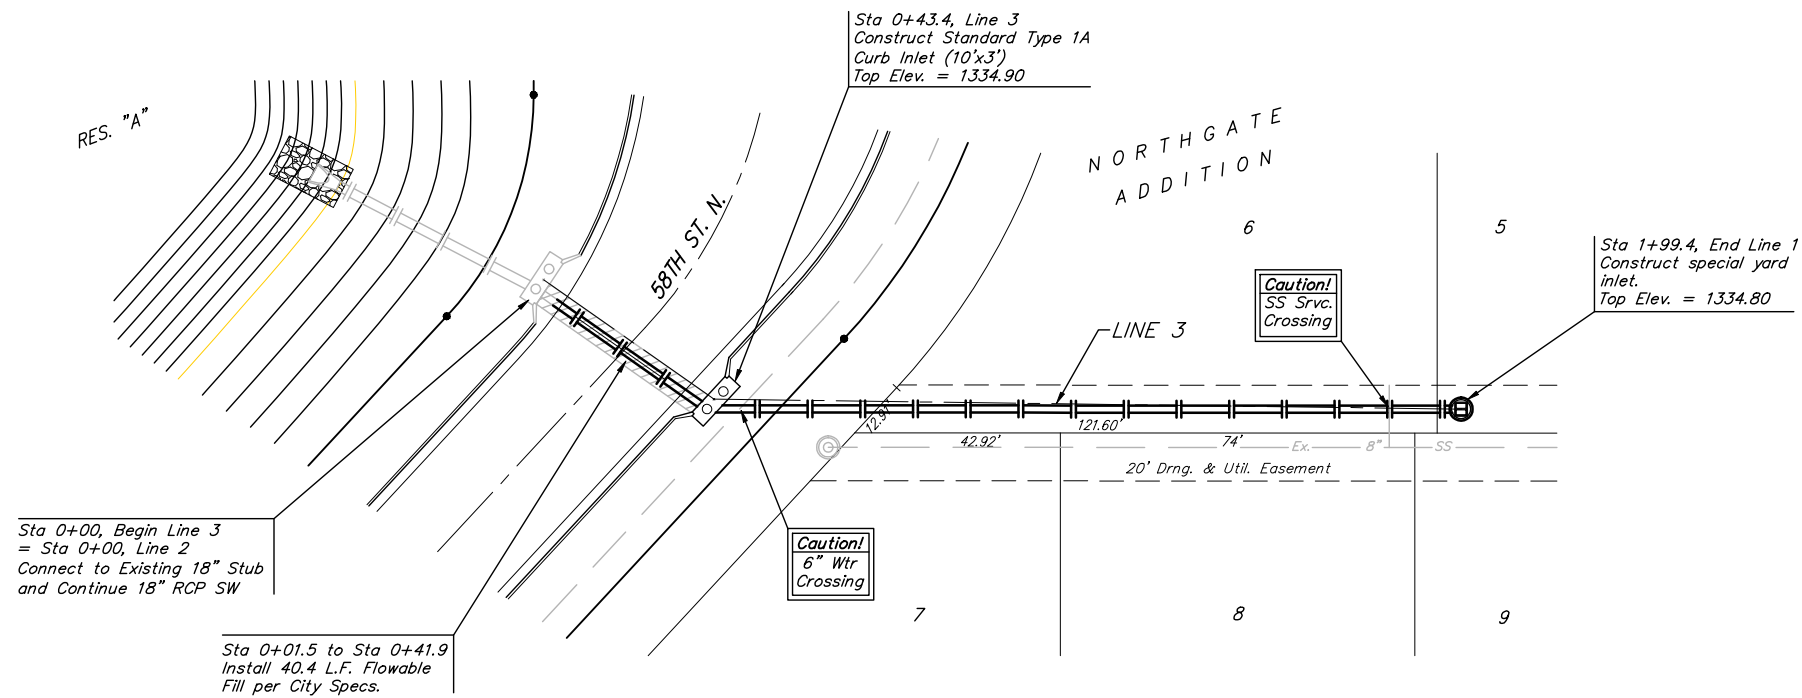 Sta 0+43.4, Line 3
Construct Standard Type 1A
Curb Inlet (10'x3')
Top Elev. = 1334.90
RES. "A"
NORTHGATE
ADDITION
6
5
58TH ST. N.
Sta 1+99.4, End Line 1
Construct special yard
inlet.
Top Elev. = 1334.80
Caution!
SS Srvc.
Crossing
LINE 3
12.97'
121.60'
42.92'
74'
Ex. 8" SS
20' Drng. & Util. Easement
Sta 0+00, Begin Line 3
= Sta 0+00, Line 2
Connect to Existing 18" Stub
and Continue 18" RCP SW
Caution!
6" Wtr
Crossing
7
8
9
Sta 0+01.5 to Sta 0+41.9
Install 40.4 L.F. Flowable
Fill per City Specs.